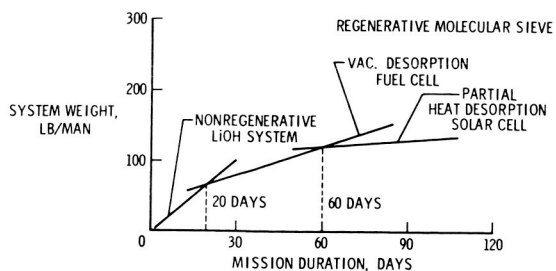 REGENERATIVE MOLECULAR SIEVE
300
VAC. DESORPTION
FUEL CELL
200
PARTIAL
HEAT DESORPTION
SOLAR CELL
SYSTEM WEIGHT,
LB/MAN
NONREGENERATIVE
LiOH SYSTEM
100
20 DAYS
60 DAYS
0
30
60
90
120
MISSION DURATION, DAYS